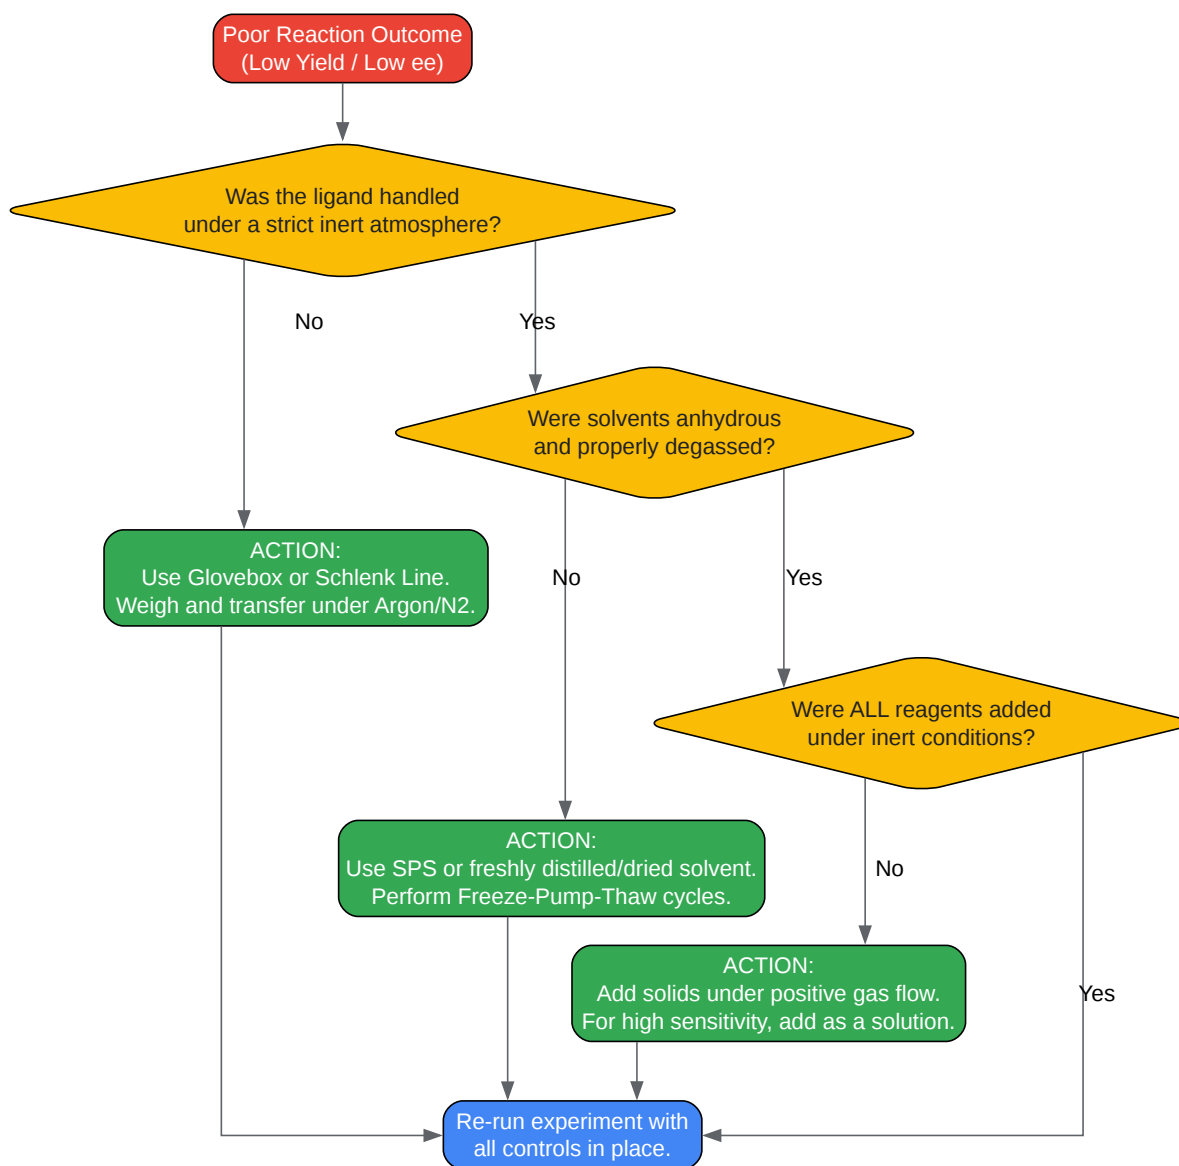 Poor Reaction Outcome
(Low Yield / Low ee)
Was the ligand handled
under a strict inert atmosphere?
No
Yes
Were solvents anhydrous
and properly degassed?
ACTION:
Use Glovebox or Schlenk Line.
Weigh and transfer under Argon/N2.
No
Yes
Were ALL reagents added
under inert conditions?
ACTION:
Use SPS or freshly distilled/dried solvent.
Perform Freeze-Pump-Thaw cycles.
No
ACTION:
Add solids under positive gas flow.
For high sensitivity, add as a solution.
Yes
Re-run experiment with
all controls in place.